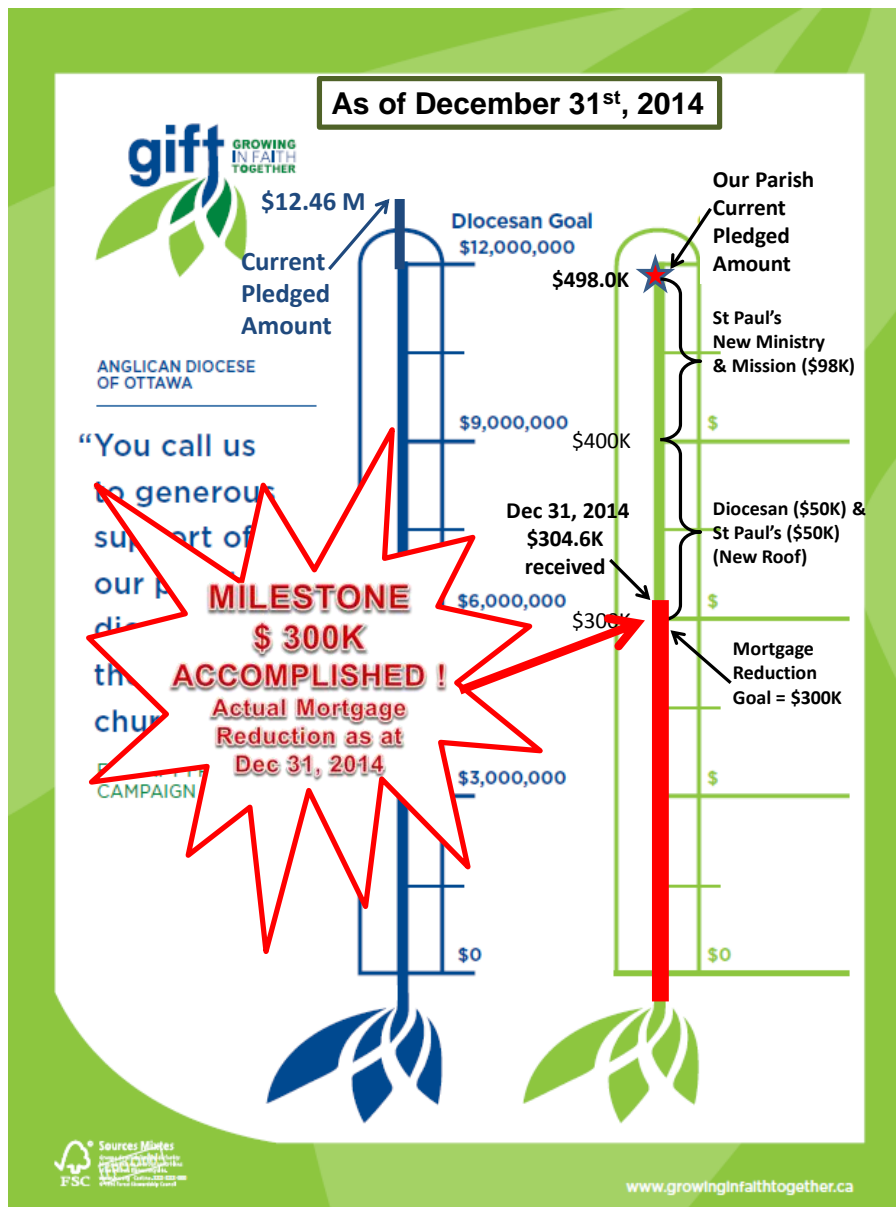 As of December 31st, 2014
gift
GROWING
IN FAITH
TOGETHER
$12.46 M
Current
Pledged
Amount
Diocesan Goal
$12,000,000
Our Parish
Current
Pledged
Amount
$498.0K
St Paul's
New Ministry
& Mission ($98K)
ANGLICAN DIOCESE
OF OTTAWA
"You call us
to generous
support of
our
$9,000,000
$400K
$
Dec 31, 2014
$304.6K
received
Diocesan ($50K) &
St Paul's ($50K)
(New Roof)
$6,000,000
$300K
$
Mortgage
Reduction
Goal = $300K
MILESTONE
$ 300K
ACCOMPLISHED !
Actual Mortgage
Reduction as at
Dec 31, 2014
CAMPAIGN
$3,000,000
$
$0
$0
FSC
Sources Mixtes
www.growinginfaithtogether.ca